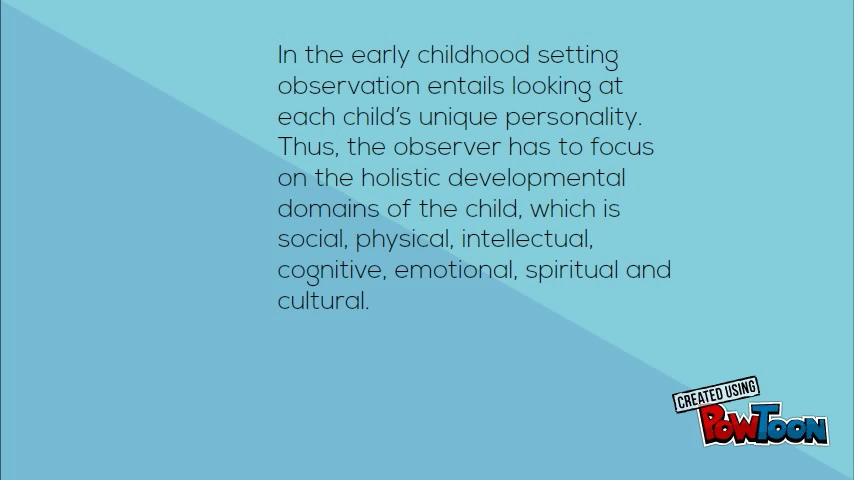 In the early childhood setting
observation entails looking at
each child's unique personality.
Thus, the observer has to focus
on the holistic developmental
domains of the child, which is
social, physical, intellectual,
cognitive, emotional, spiritual and
cultural.
CREATED USING
POWTOON